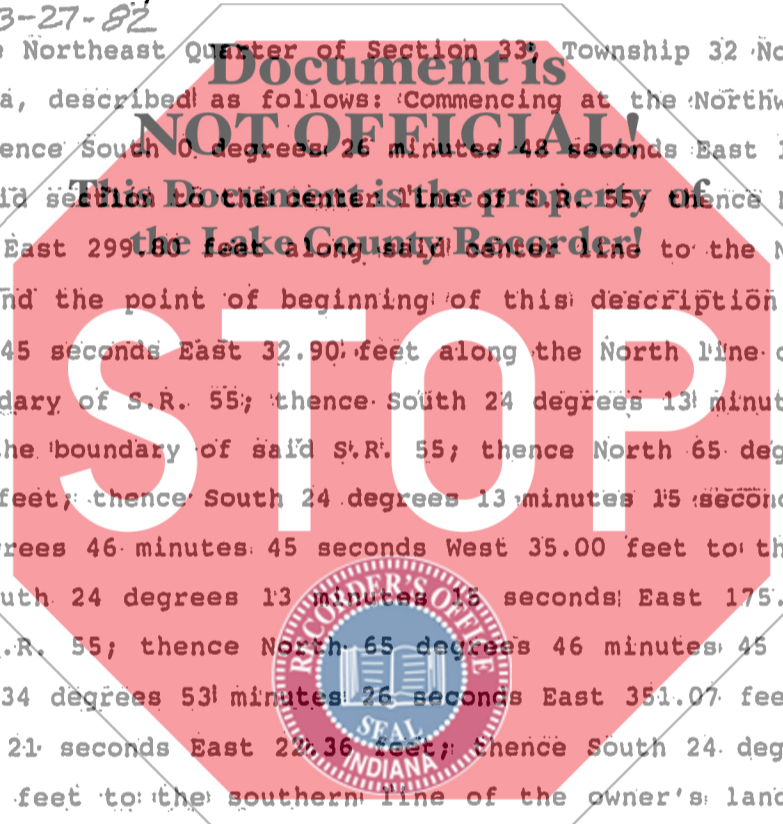 3-27-82
Northeast Quarter of Section 33, Township 32 No
a, described as follows: Commencing at the Northw
ence South 0 degrees 26 minutes 48 seconds East 1
id section to the center line of S.R. 55; thence
East 299.80 feet along said center line to the N
nd the point of beginning of this description
45 seconds East 32.90 feet along the North line
dary of S.R. 55; thence South 24 degrees 13 minut
he boundary of said S.R. 55; thence North 65 deg
feet; thence South 24 degrees 13 minutes 15 second
rees 46 minutes 45 seconds West 35.00 feet to th
uth 24 degrees 13 minutes 15 seconds East 175.
.R. 55; thence North 65 degrees 46 minutes 45
34 degrees 53 minutes 26 seconds East 351.07 fee
21 seconds East feet; thence South 24 deg
feet to the southern line of the owner's land
Document is
NOT OFFICIAL!
This Document is the property of
the Lake County Recorder!
STOP
RECORDER'S OFFICE
SEAL
INDIANA